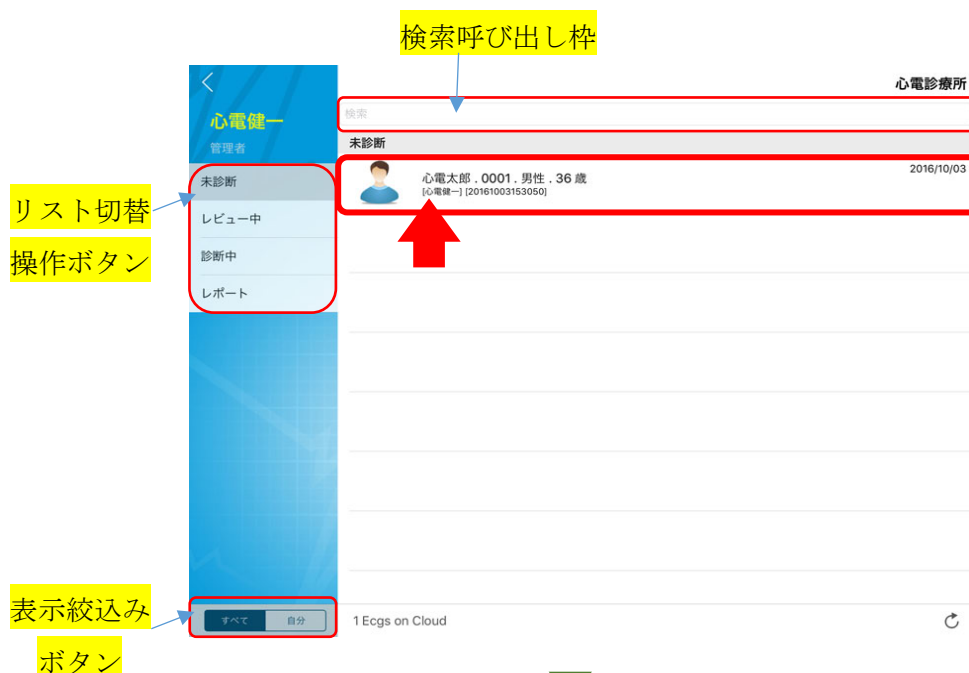 検索呼び出し枠
心電診療所
心電健一
管理者
検索
未診断
未診断
心電太郎 . 0001 . 男性 . 36 歳
2016/10/03
[心電健一] [20161003153050]
リスト切替
操作ボタン
レビュー中
診断中
レポート
表示絞込み
ボタン
すべて
自分
1 Ecgs on Cloud